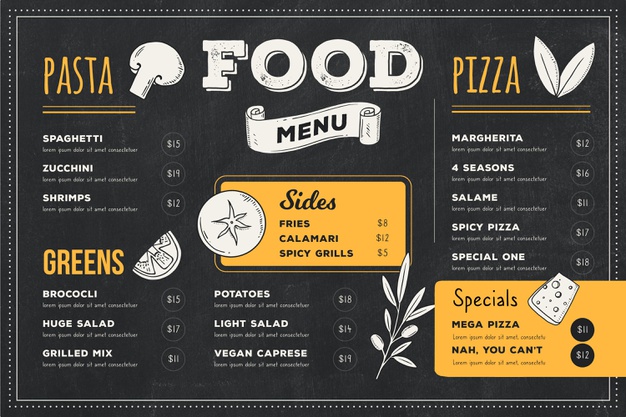 FOOD
MENU
PASTA
SPAGHETTI $15
lorem ipsum dolor sit amet consectetuer
ZUCCHINI $19
lorem ipsum dolor sit amet consectetuer
SHRIMPS $12
lorem ipsum dolor sit amet consectetuer
GREENS
BROCOCLI $15
lorem ipsum dolor sit amet consectetuer
HUGE SALAD $17
lorem ipsum dolor sit amet consectetuer
GRILLED MIX $11
lorem ipsum dolor sit amet consectetuer
POTATOES $18
lorem ipsum dolor sit amet consectetuer
LIGHT SALAD $14
lorem ipsum dolor sit amet consectetuer
VEGAN CAPRESE $19
lorem ipsum dolor sit amet consectetuer
Sides
FRIES $8
CALAMARI $12
SPICY GRILLS $5
PIZZA
MARGHERITA $12
lorem ipsum dolor sit amet consectetuer
4 SEASONS $16
lorem ipsum dolor sit amet consectetuer
SALAME $11
lorem ipsum dolor sit amet consectetuer
SPICY PIZZA $17
lorem ipsum dolor sit amet consectetuer
SPECIAL ONE $18
lorem ipsum dolor sit amet consectetuer
Specials
MEGA PIZZA $11
lorem ipsum dolor sit amet consectetuer
NAH, YOU CAN'T $12
lorem ipsum dolor sit amet consectetuer